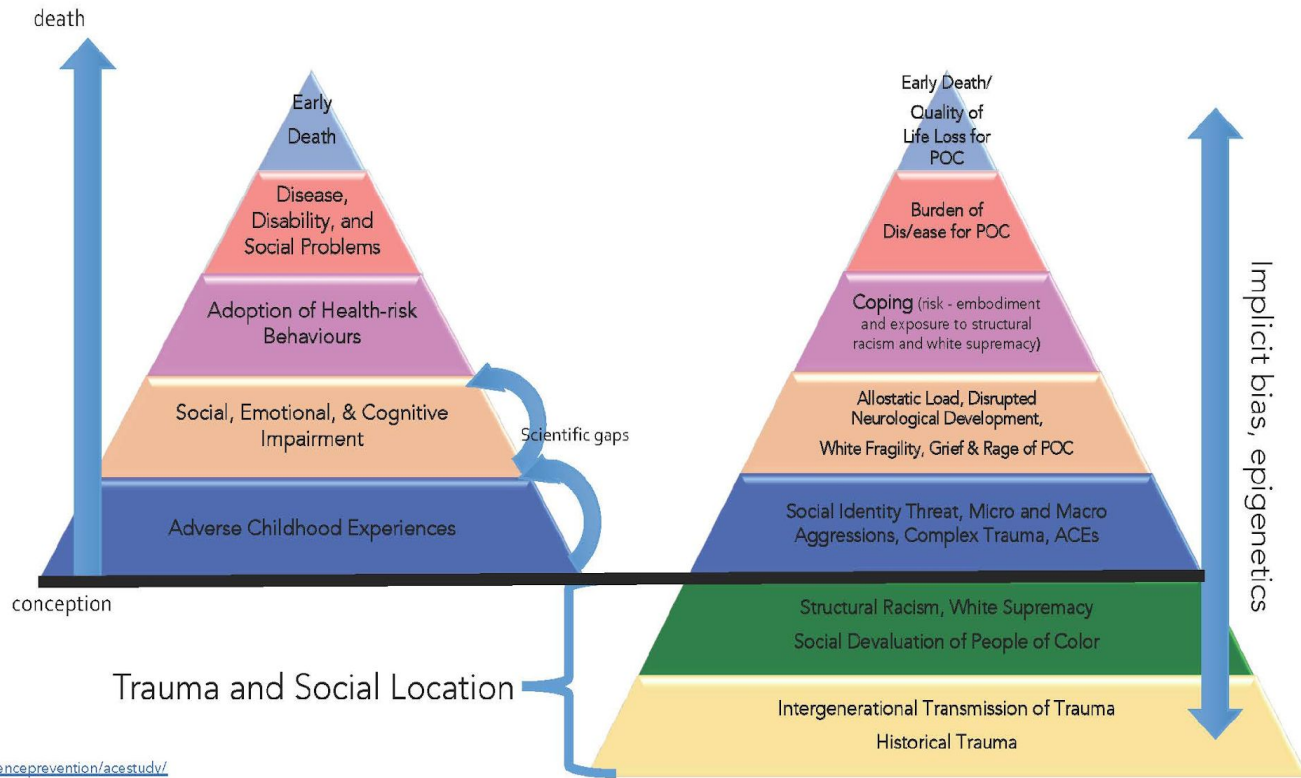 death
Early
Death
Disease,
Disability, and
Social Problems
Adoption of Health-risk
Behaviours
Social, Emotional, & Cognitive
Impairment
Scientific gaps
Adverse Childhood Experiences
conception
Trauma and Social Location
Early Death/
Quality of
Life Loss for
POC
Burden of
Dis/ease for POC
Coping (risk - embodiment
and exposure to structural
racism and white supremacy)
Allostatic Load, Disrupted
Neurological Development,
White Fragility, Grief & Rage of POC
Social Identity Threat, Micro and Macro
Aggressions, Complex Trauma, ACEs
Structural Racism, White Supremacy
Social Devaluation of People of Color
Intergenerational Transmission of Trauma
Historical Trauma
Implicit bias, epigenetics
enceprevention/acestudy/